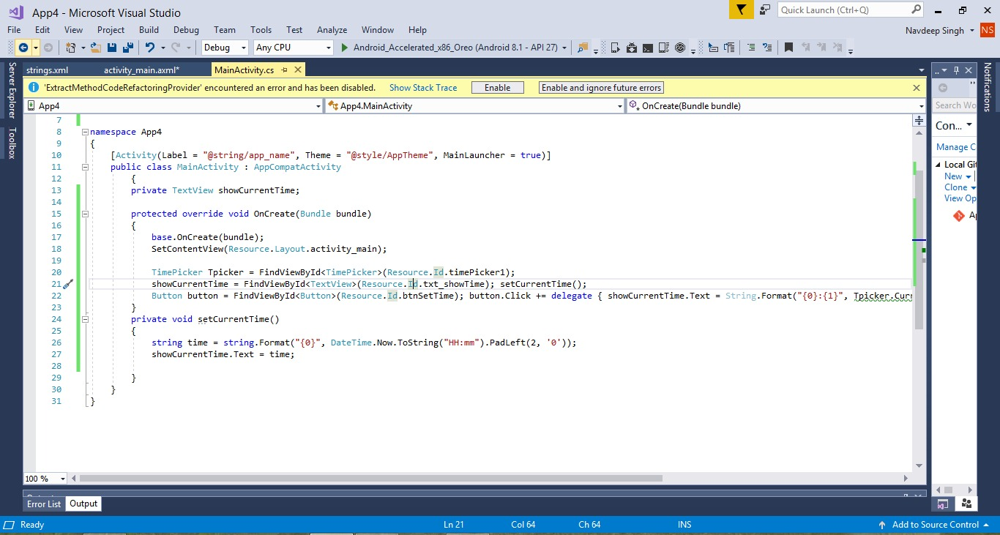 App4 - Microsoft Visual Studio
Quick Launch (Ctrl+Q)
File Edit View Project Build Debug Team Tools Test Analyze Window Help
Navdeep Singh NS
Debug Any CPU Android_Accelerated_x86_Oreo (Android 8.1 - API 27)
Server Explorer
Toolbox
strings.xml activity_main.axml* MainActivity.cs
'ExtractMethodCodeRefactoringProvider' encountered an error and has been disabled. Show Stack Trace Enable Enable and ignore future errors
App4 App4.MainActivity OnCreate(Bundle bundle)
7
8 namespace App4
9 {
10 [Activity(Label = "@string/app_name", Theme = "@style/AppTheme", MainLauncher = true)]
11 public class MainActivity : AppCompatActivity
12 {
13 private TextView showCurrentTime;
14
15 protected override void OnCreate(Bundle bundle)
16 {
17 base.OnCreate(bundle);
18 SetContentView(Resource.Layout.activity_main);
19
20 TimePicker Tpicker = FindViewById<TimePicker>(Resource.Id.timePicker1);
21 showCurrentTime = FindViewById<TextView>(Resource.Id.txt_showTime); setCurrentTime();
22 Button button = FindViewById<Button>(Resource.Id.btnSetTime); button.Click += delegate { showCurrentTime.Text = String.Format("{0}:{1}", Tpicker.Curr
23 }
24 private void setCurrentTime()
25 {
26 string time = string.Format("{0}", DateTime.Now.ToString("HH:mm").PadLeft(2, '0'));
27 showCurrentTime.Text = time;
28
29 }
30 }
31 }
100 %
Search Wo
Con...
Manage C
Local Git
New
Clone
View Op
Ap
Notifications
Error List Output
Ready Ln 21 Col 64 Ch 64 INS Add to Source Control